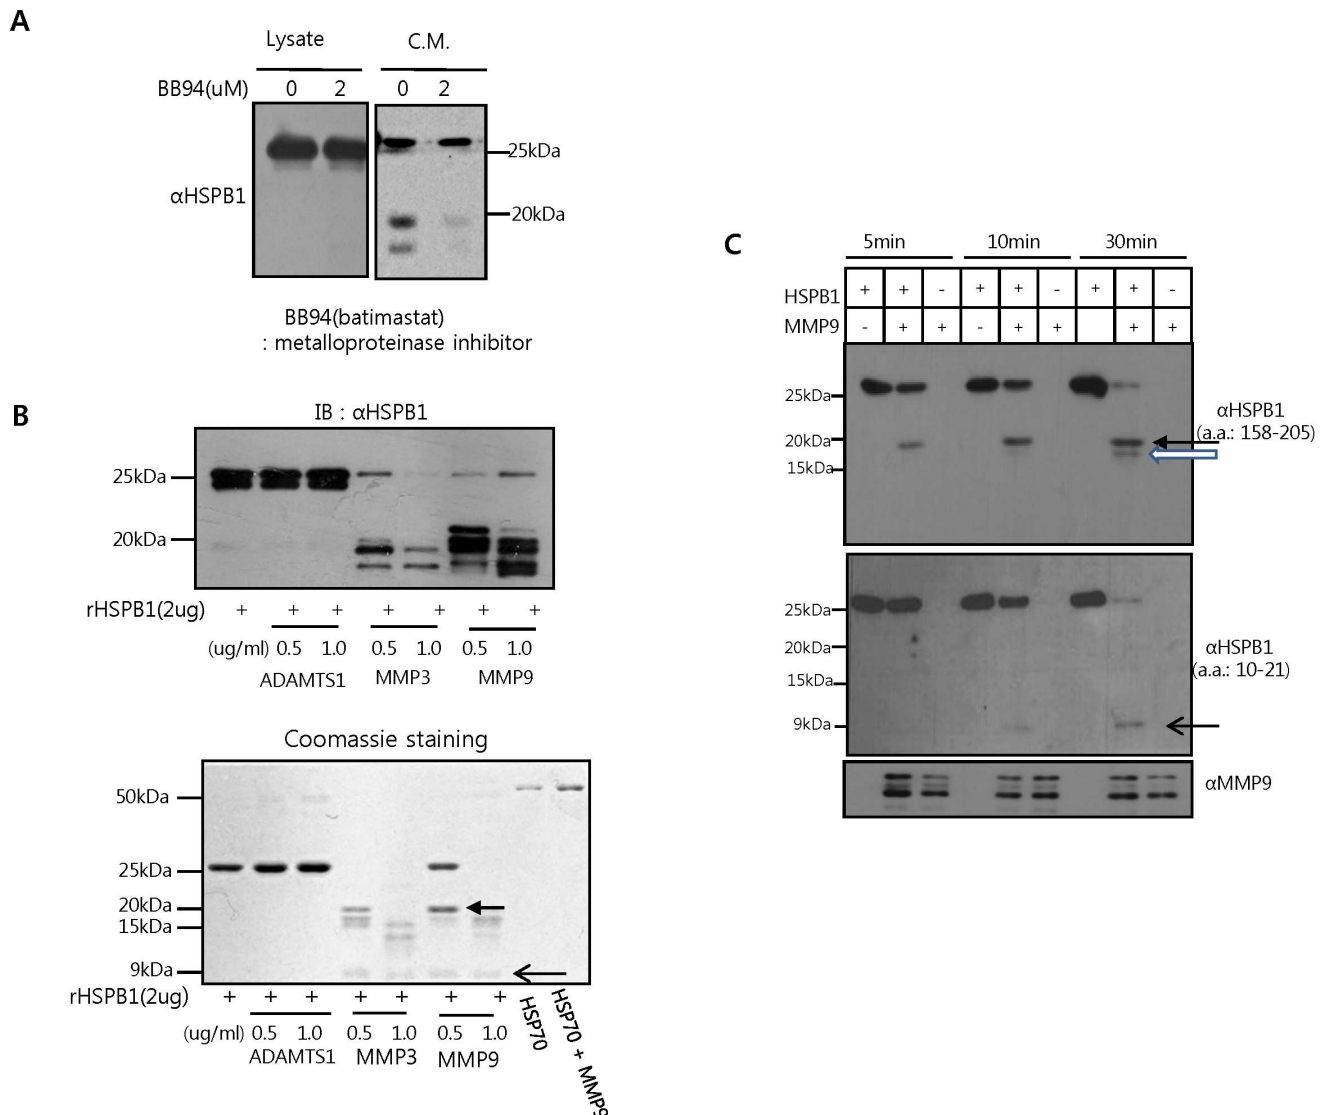 A
Lysate C.M.
BB94(uM) 0 2 0 2
25kDa
αHSPB1
20kDa
BB94(batimastat)
: metalloproteinase inhibitor
B
IB : αHSPB1
25kDa
20kDa
rHSPB1(2ug) + + + + + + +
(ug/ml) 0.5 1.0 0.5 1.0 0.5 1.0
ADAMTS1 MMP3 MMP9
Coomassie staining
50kDa
25kDa
20kDa
15kDa
9kDa
rHSPB1(2ug) + + + + + + +
(ug/ml) 0.5 1.0 0.5 1.0 0.5 1.0
ADAMTS1 MMP3 MMP9
HSP70
HSP70 + MMP9
C
5min 10min 30min
HSPB1 + + - + + - + + -
MMP9 - + + - + + + +
25kDa
20kDa
15kDa
αHSPB1
(a.a.: 158-205)
25kDa
20kDa
15kDa
9kDa
αHSPB1
(a.a.: 10-21)
αMMP9